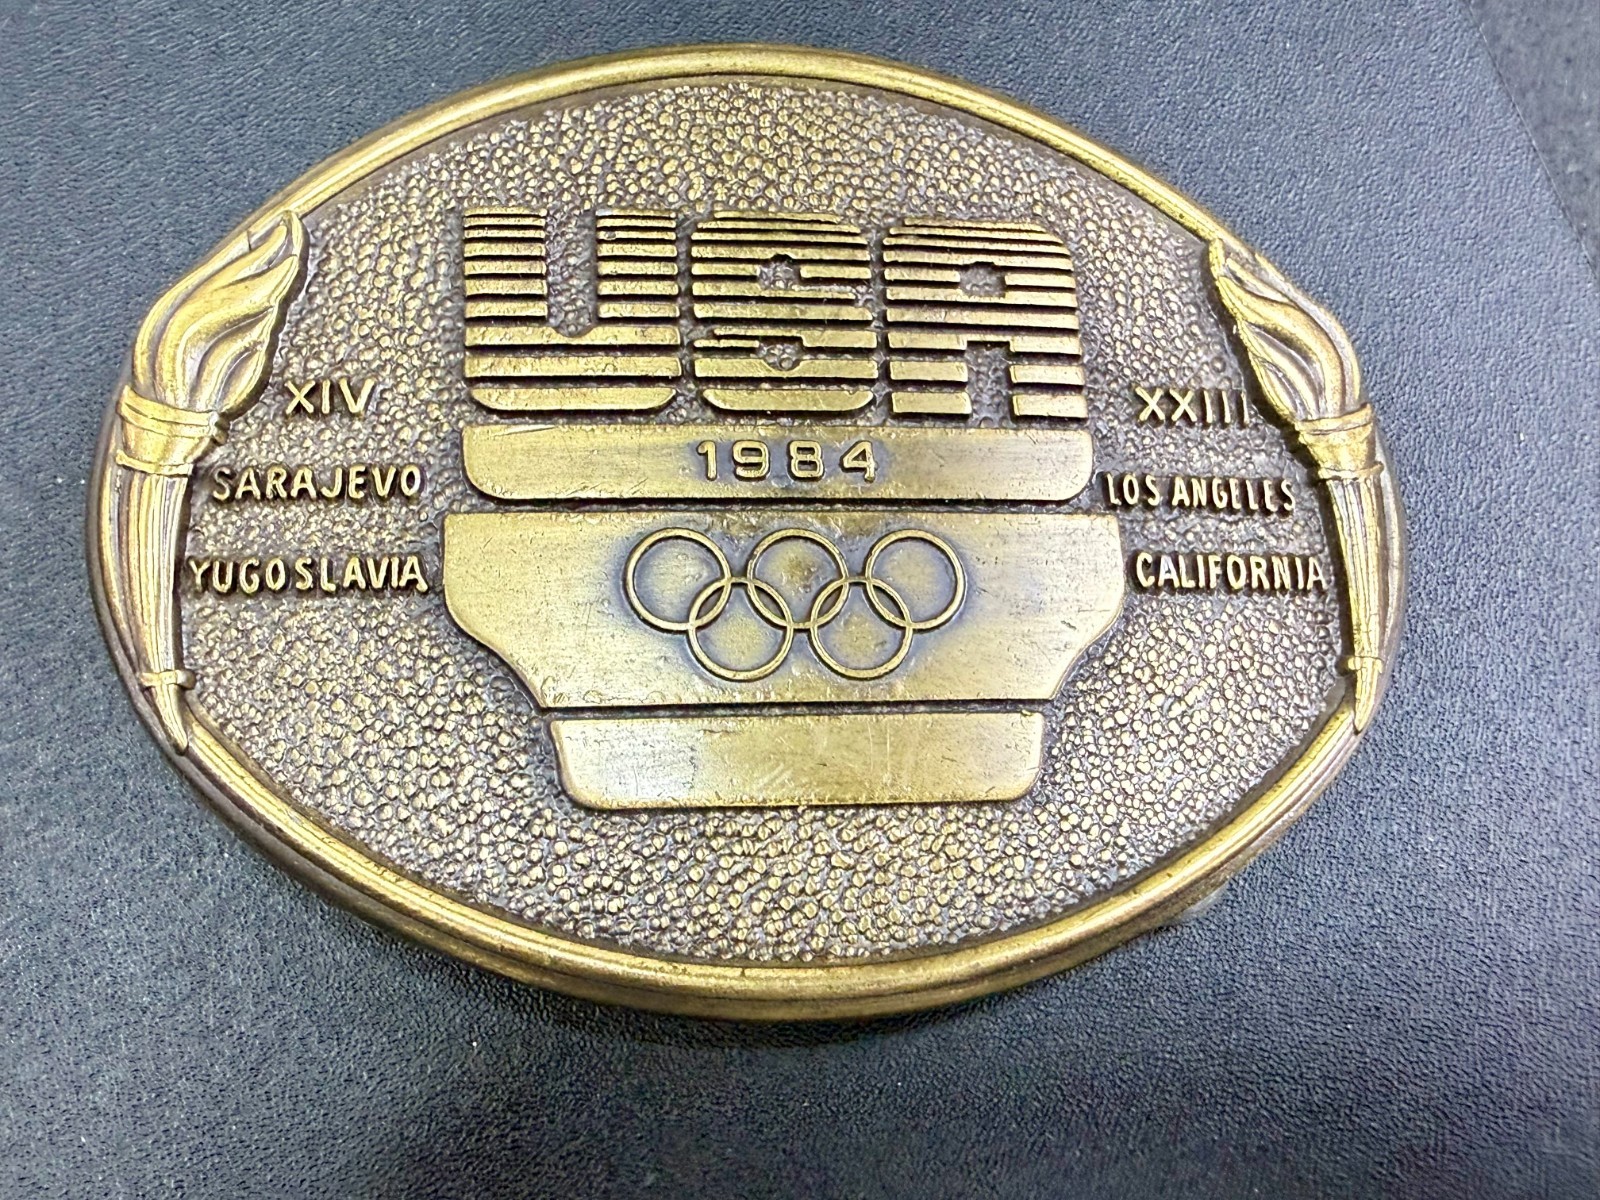 USA
1984
XIV
SARAJEVO
YUGOSLAVIA
XXIII
LOS ANGELES
CALIFORNIA